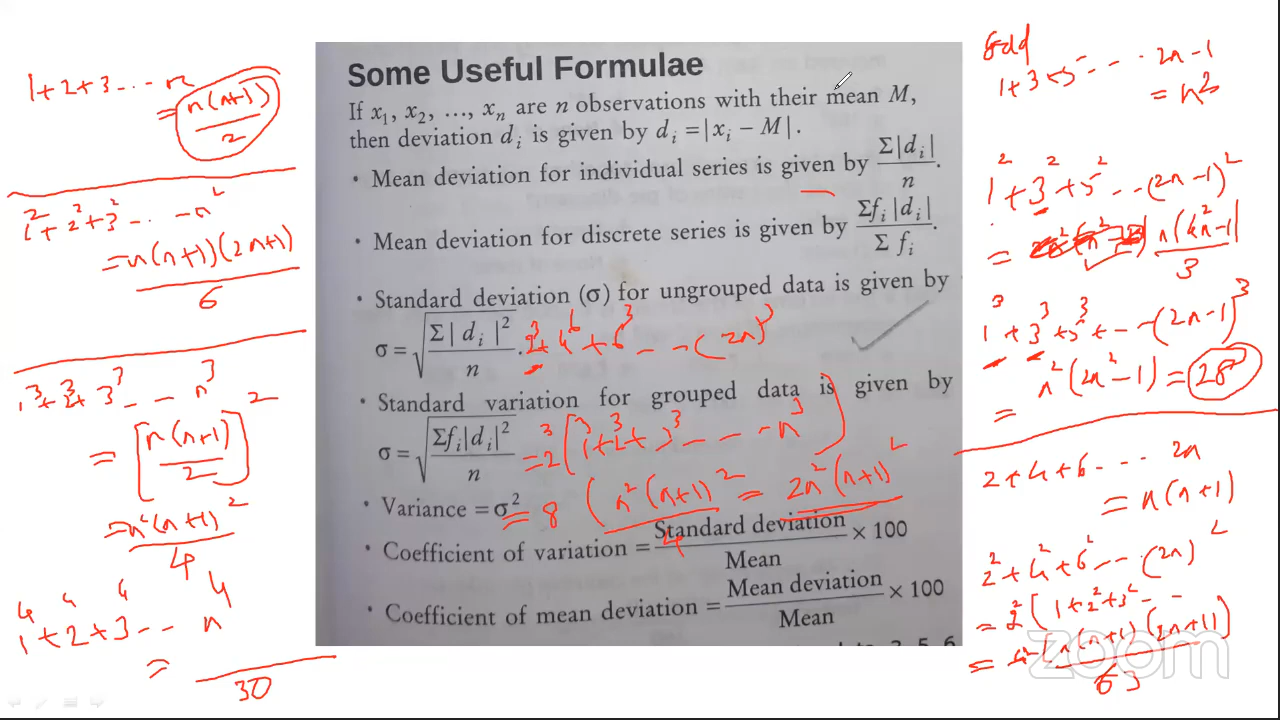 1+2+3 - - - n
= n(n+1)/2
1² + 2² + 3² - - - n²
= n(n+1)(2n+1)/6
1³ + 2³ + 3³ - - - n³
= [n(n+1)/2]²
= n²(n+1)²/4
1⁴ + 2⁴ + 3⁴ - - n⁴
= /30
Some Useful Formulae
If x₁, x₂, ..., xₙ are n observations with their mean M,
then deviation dᵢ is given by dᵢ = |xᵢ − M|.
• Mean deviation for individual series is given by Σ|dᵢ|/n.
• Mean deviation for discrete series is given by Σfᵢ|dᵢ|/Σfᵢ.
• Standard deviation (σ) for ungrouped data is given by
σ = √(Σ|dᵢ|²/n).
2³ + 4⁶ + 6³ - - (2n)³
• Standard variation for grouped data is given by
σ = √(Σfᵢ|dᵢ|²/n)
= 2³(1³ + 2³ + 3³ - - - n³)
• Variance = σ²
= 8 (n²(n+1)²/4 = 2n²(n+1)²
• Coefficient of variation = Standard deviation/Mean × 100
• Coefficient of mean deviation = Mean deviation/Mean × 100
odd
1+3+5 - - - 2n-1
= n²
1² + 3² + 5² - - (2n-1)²
= n(4n²-1)/3
1³ + 3³ + 5³ + - - (2n-1)³
= n²(2n²-1) = 28
2+4+6 - - - 2n
= n(n+1)
2² + 4² + 6² - - (2n)²
= 2²(1+2²+3² - -
= n(n+1)(2n+1)/63
zoom